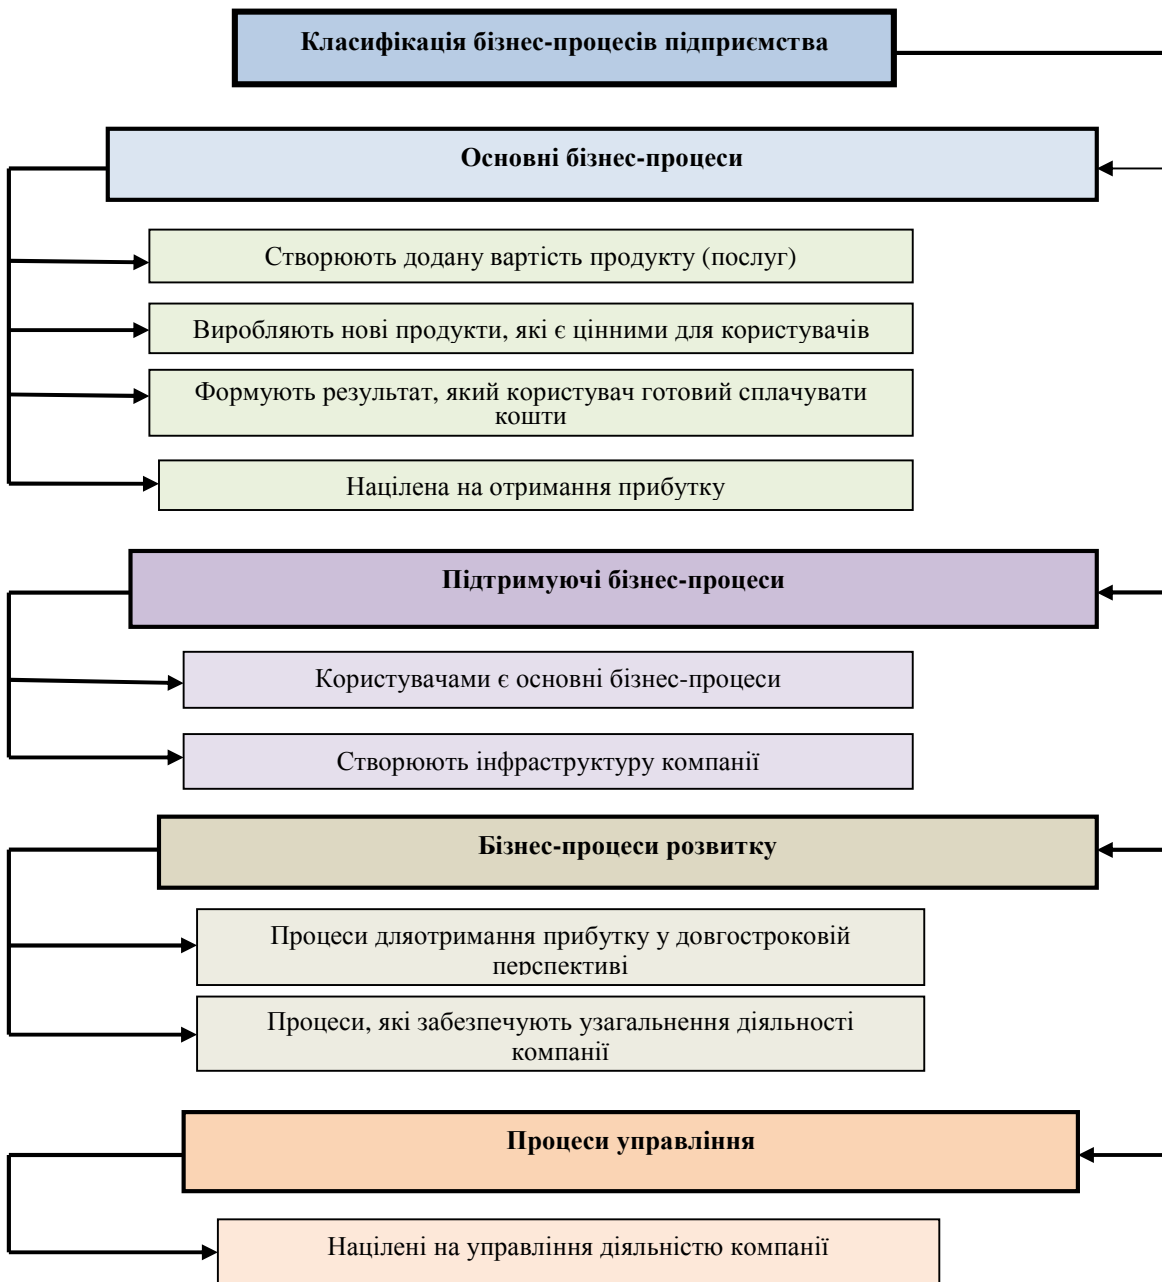 Класифікація бізнес-процесів підприємства
Основні бізнес-процеси
Створюють додану вартість продукту (послуг)
Виробляють нові продукти, які є цінними для користувачів
Формують результат, який користувач готовий сплачувати
кошти
Націлена на отримання прибутку
Підтримуючі бізнес-процеси
Користувачами є основні бізнес-процеси
Створюють інфраструктуру компанії
Бізнес-процеси розвитку
Процеси дляотримання прибутку у довгостроковій
перспективі
Процеси, які забезпечують узагальнення діяльності
компанії
Процеси управління
Націлені на управління діяльністю компанії